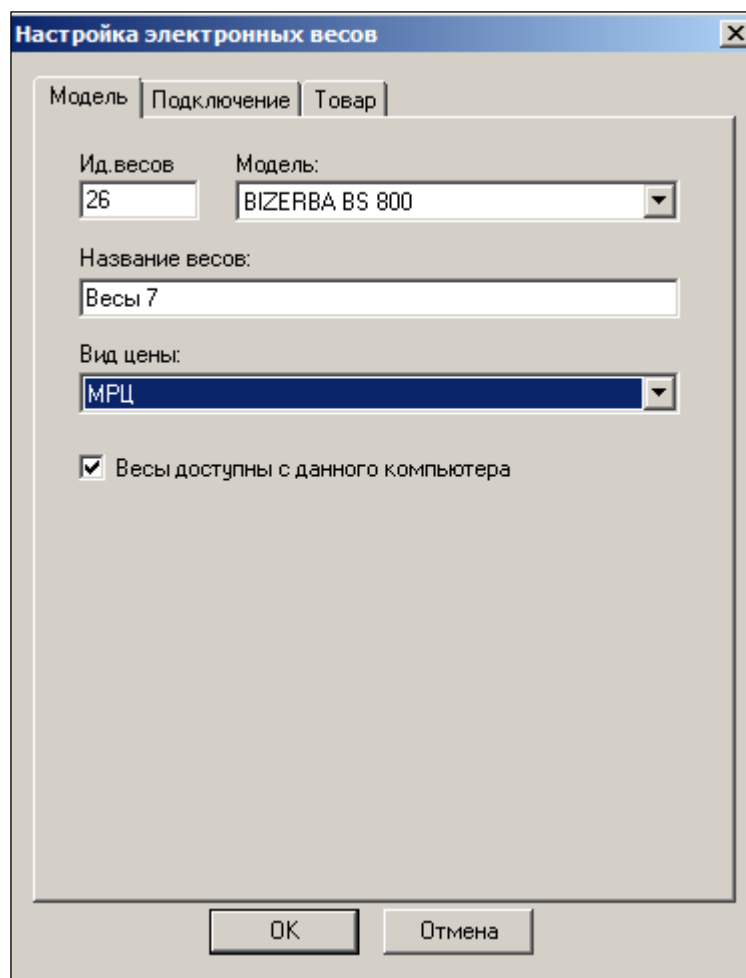 Настройка электронных весов
Модель Подключение Товар
Ид.весов Модель:
26 BIZERBA BS 800
Название весов:
Весы 7
Вид цены:
МРЦ
Весы доступны с данного компьютера
OK Отмена